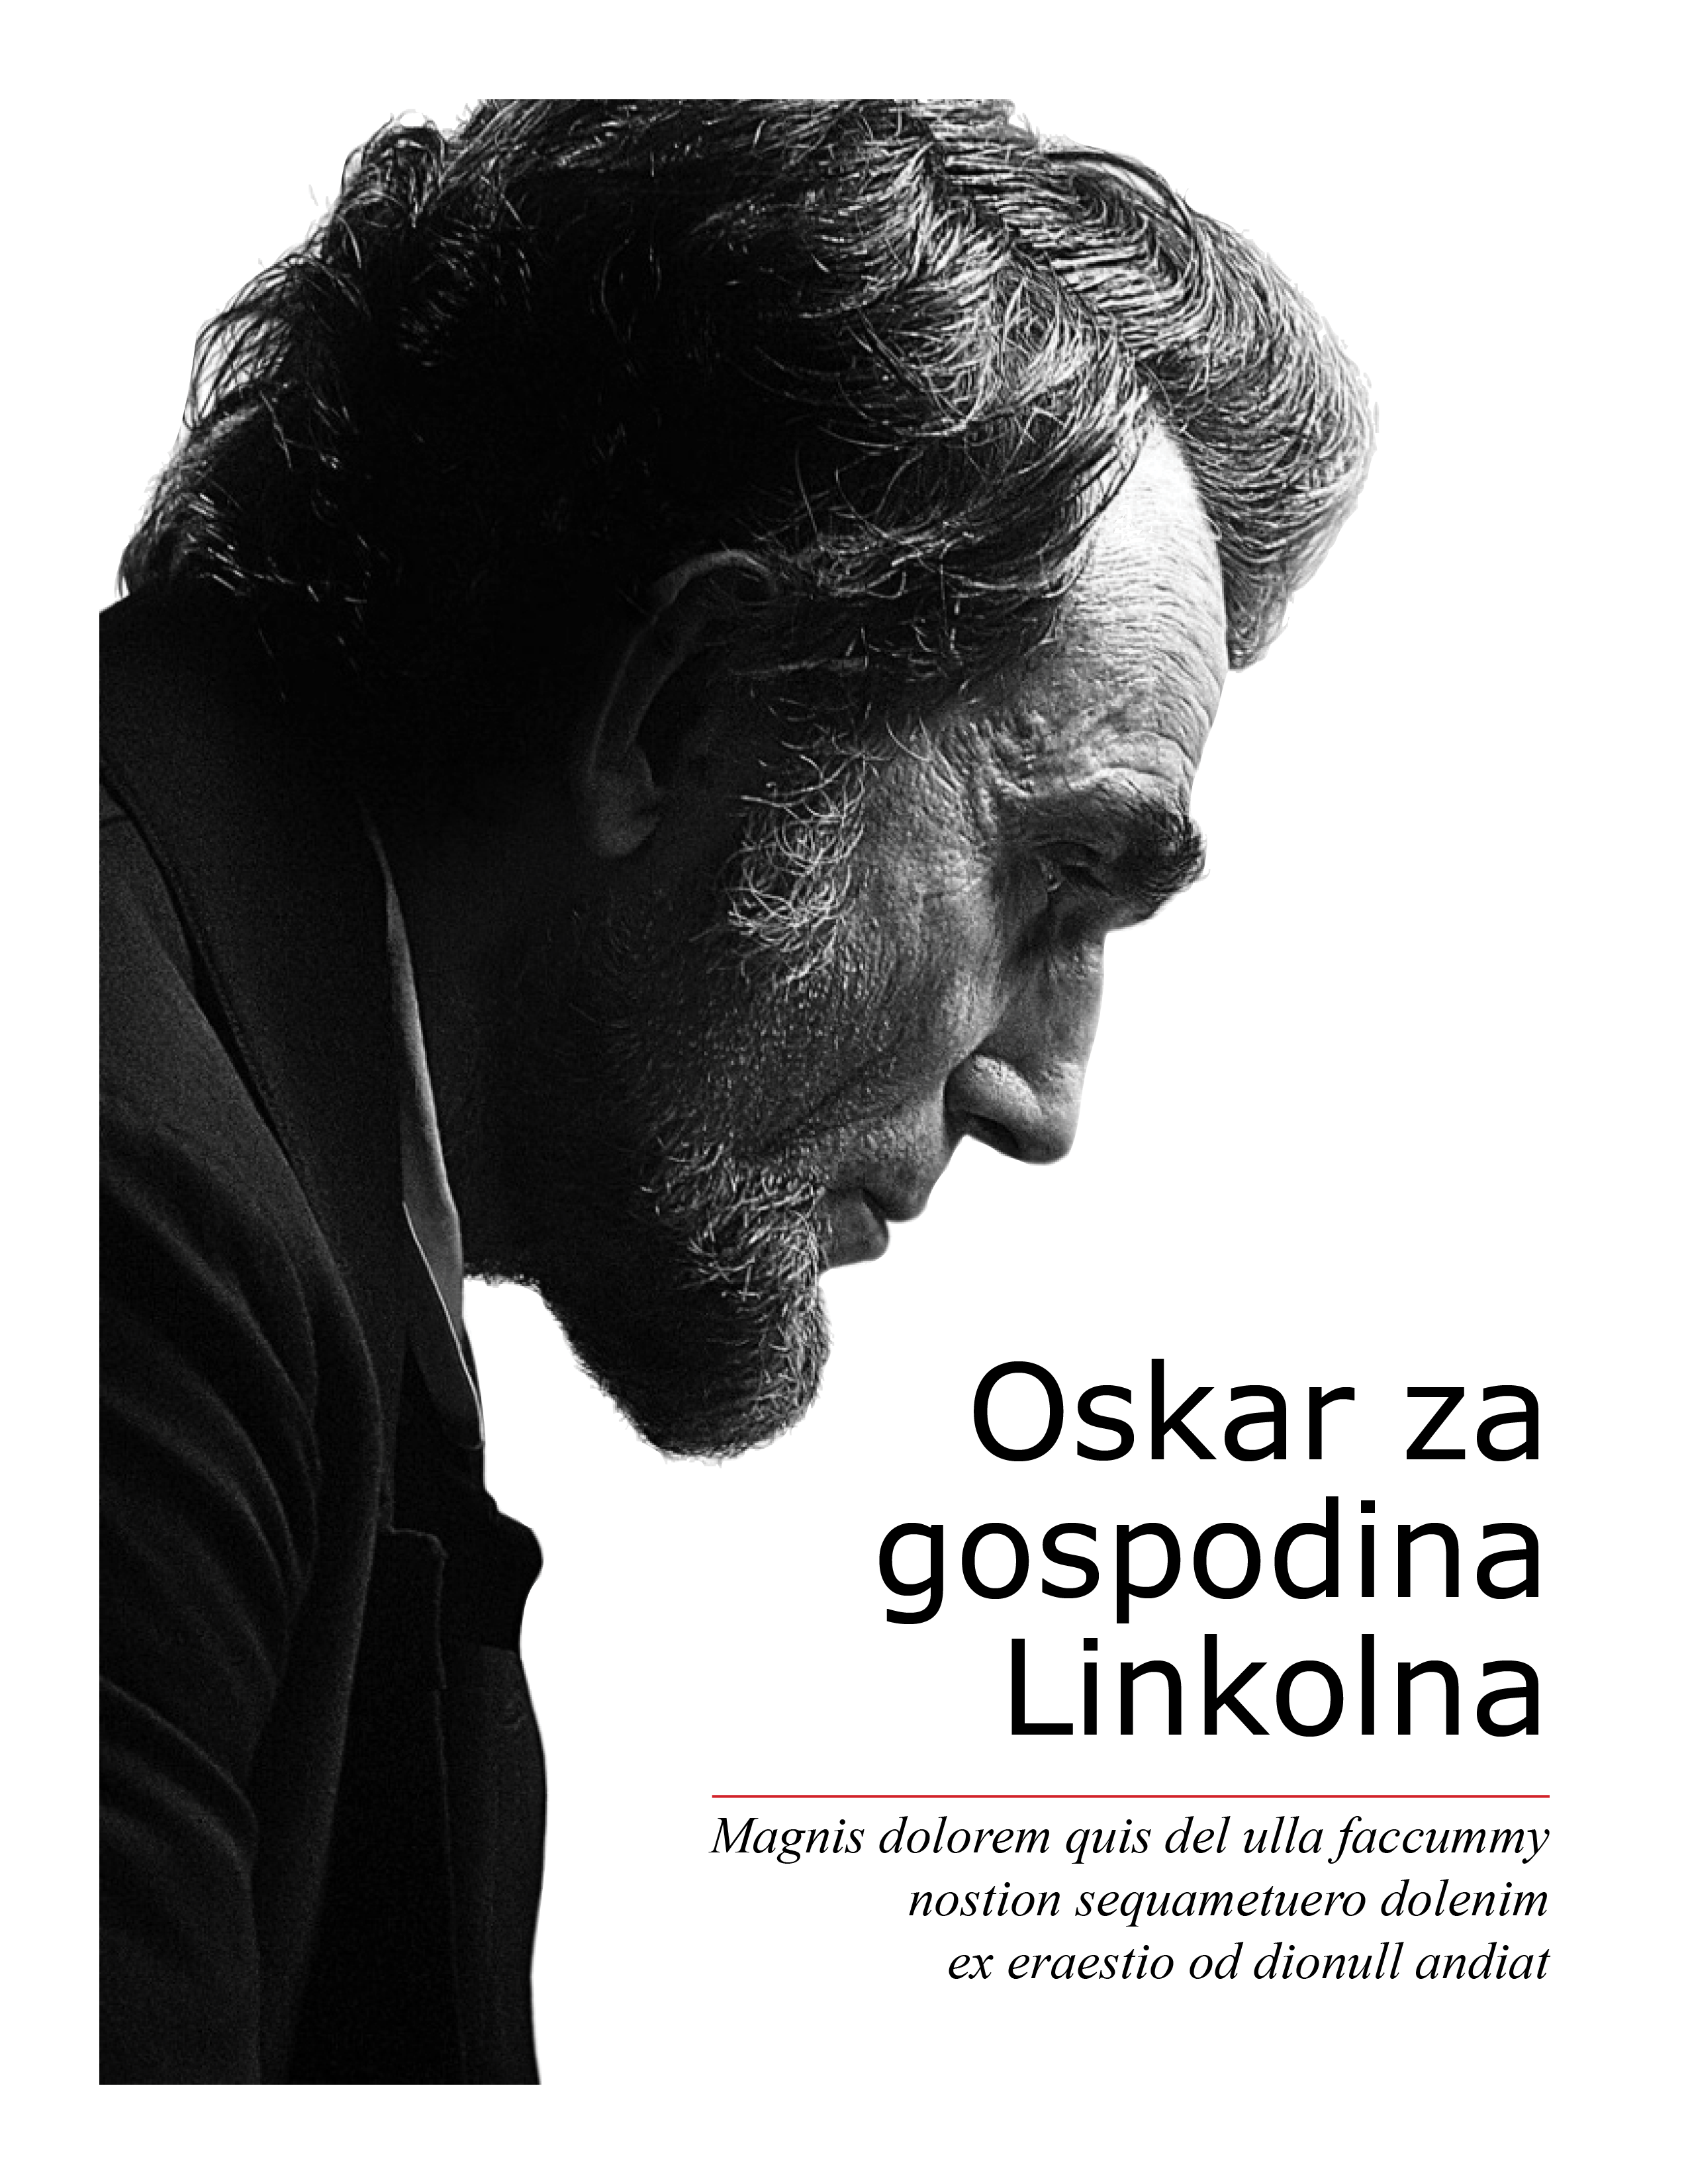 Oskar za
gospodina
Linkolna
Magnis dolorem quis del ulla faccummy
nostion sequametuero dolenim
ex eraestio od dionull andiat